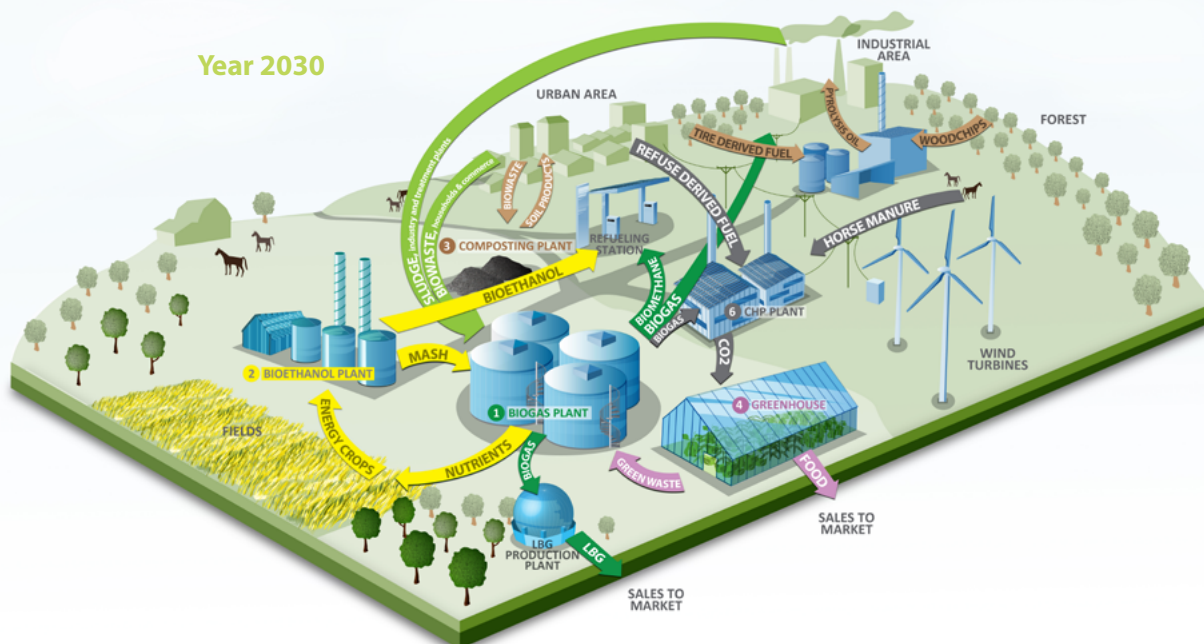 Year 2030
INDUSTRIAL
AREA
URBAN AREA
FOREST
PYROLYSIS OIL
WOODCHIPS
TIRE DERIVED FUEL
REFUSE DERIVED FUEL
HORSE MANURE
SLUDGE, industry and treatment plants
BIOWASTE, households & commerce
BIOWASTE
SOIL PRODUCTS
3 COMPOSTING PLANT
REFUELING
STATION
BIOETHANOL
BIOMETHANE
BIOGAS
BIOGAS
6 CHP PLANT
CO2
WIND
TURBINES
MASH
2 BIOETHANOL PLANT
1 BIOGAS PLANT
4 GREENHOUSE
FIELDS
ENERGY CROPS
NUTRIENTS
BIOGAS
GREEN WASTE
FOOD
SALES TO
MARKET
LBG
PRODUCTION
PLANT
LBG
SALES TO
MARKET